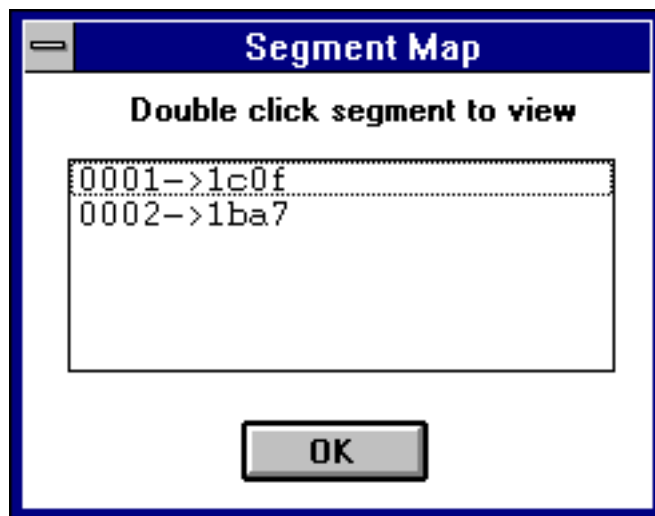 Segment Map
Double click segment to view
0001->1c0f
0002->1ba7
OK